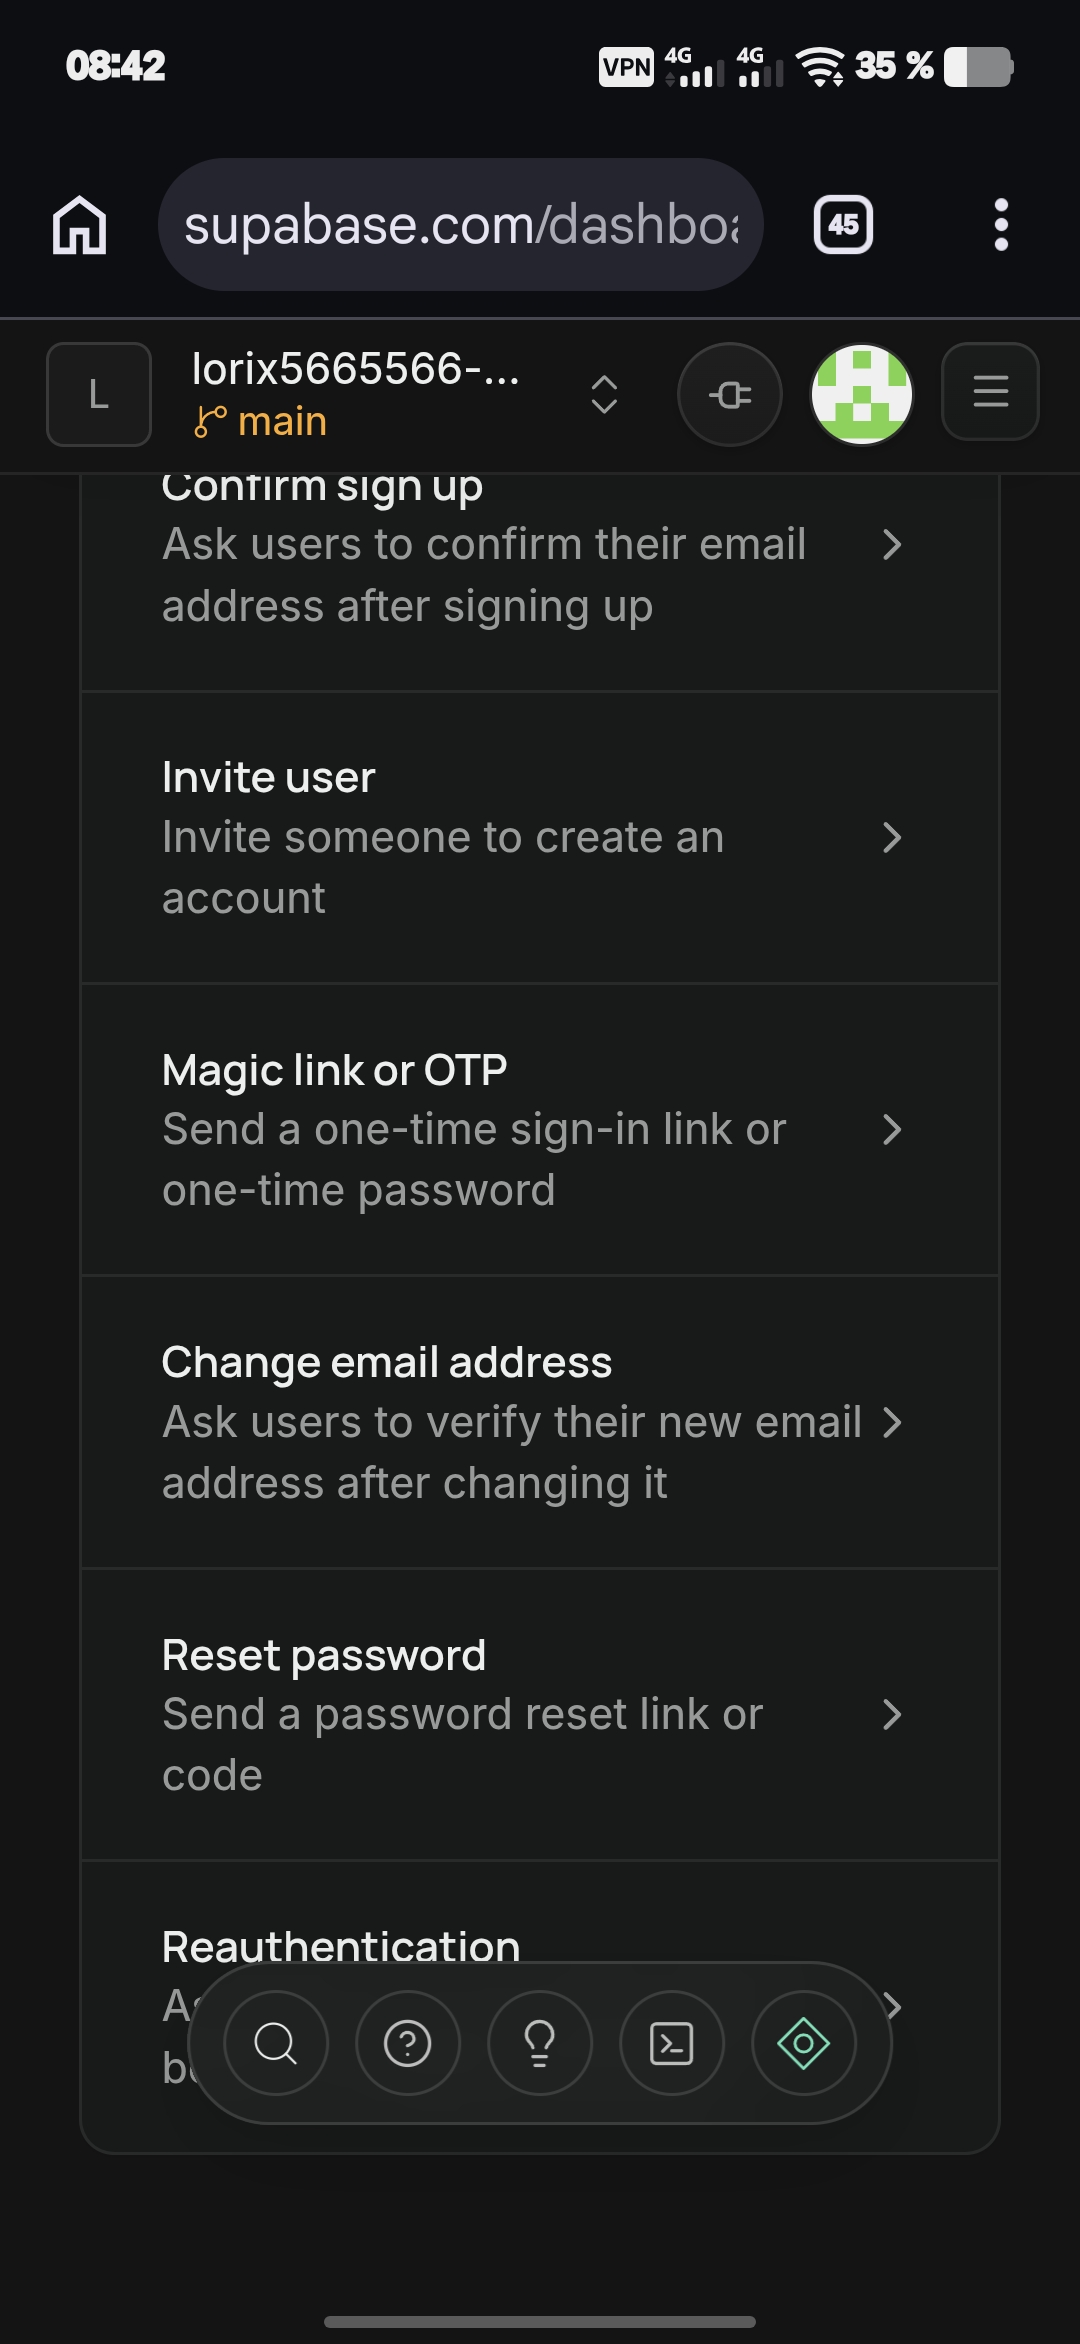 08:42
VPN 4G 4G 35 %
supabase.com/dashboa
45
L
lorix5665566-...
main
Confirm sign up
Ask users to confirm their email
address after signing up
Invite user
Invite someone to create an
account
Magic link or OTP
Send a one-time sign-in link or
one-time password
Change email address
Ask users to verify their new email
address after changing it
Reset password
Send a password reset link or
code
Reauthentication